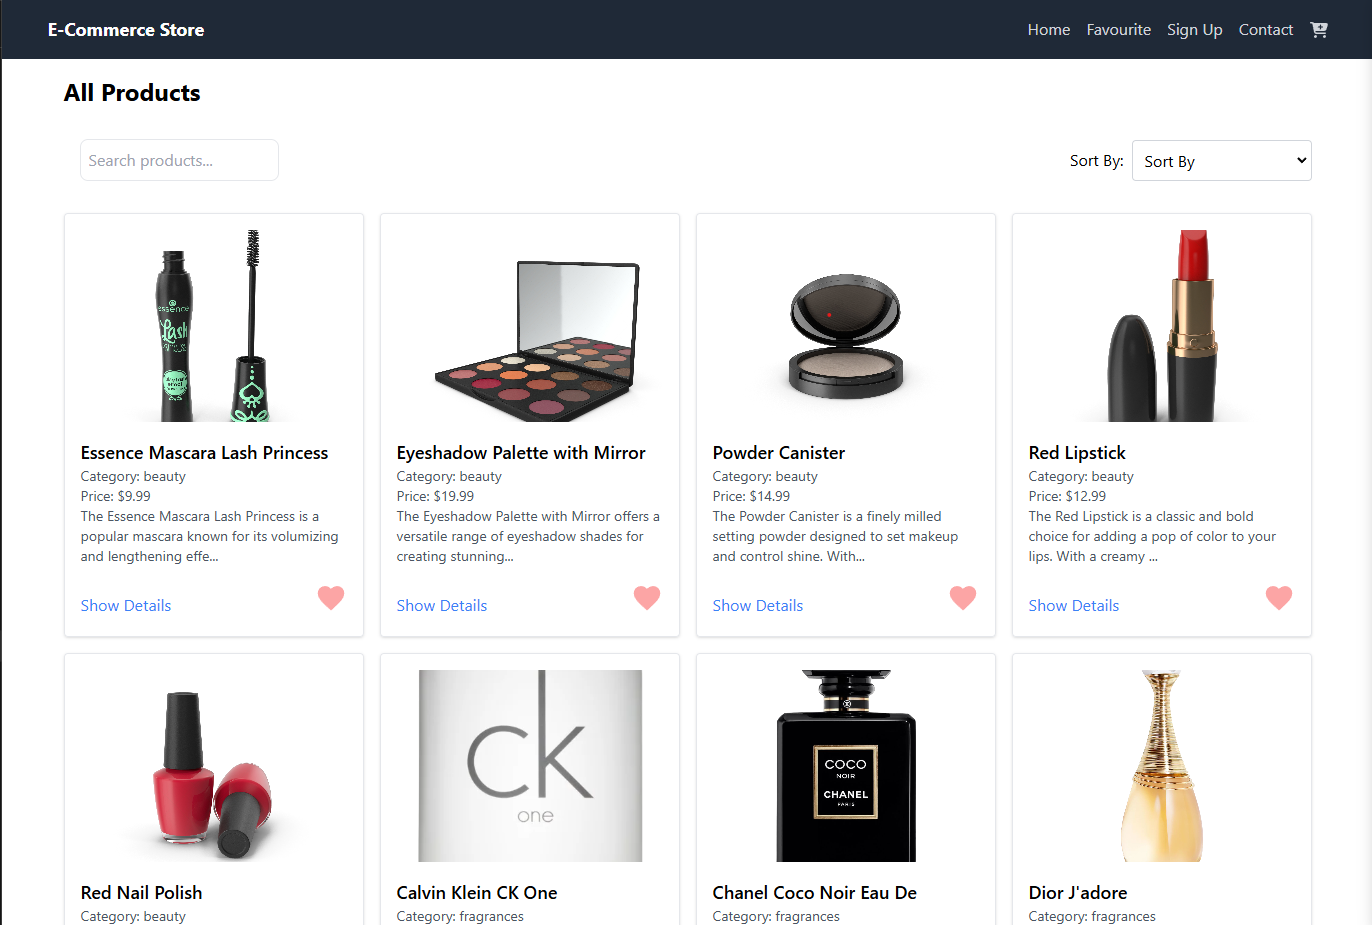 E-Commerce Store
Home Favourite Sign Up Contact
All Products
Search products...
Sort By: Sort By
essence
Lash
Essence Mascara Lash Princess
Category: beauty
Price: $9.99
The Essence Mascara Lash Princess is a
popular mascara known for its volumizing
and lengthening effe...
Show Details
Eyeshadow Palette with Mirror
Category: beauty
Price: $19.99
The Eyeshadow Palette with Mirror offers a
versatile range of eyeshadow shades for
creating stunning...
Show Details
Powder Canister
Category: beauty
Price: $14.99
The Powder Canister is a finely milled
setting powder designed to set makeup
and control shine. With...
Show Details
Red Lipstick
Category: beauty
Price: $12.99
The Red Lipstick is a classic and bold
choice for adding a pop of color to your
lips. With a creamy ...
Show Details
Red Nail Polish
Category: beauty
ck
one
Calvin Klein CK One
Category: fragrances
COCO
NOIR
CHANEL
PARIS
Chanel Coco Noir Eau De
Category: fragrances
Dior J'adore
Category: fragrances